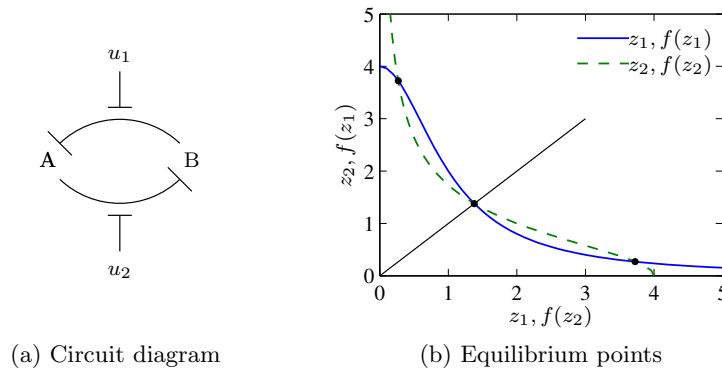 u₁
A
B
u₂
(a) Circuit diagram
5
4
3
2
1
0
0 1 2 3 4 5
z₂, f(z₁)
z₁, f(z₂)
z₁, f(z₁)
z₂, f(z₂)
(b) Equilibrium points